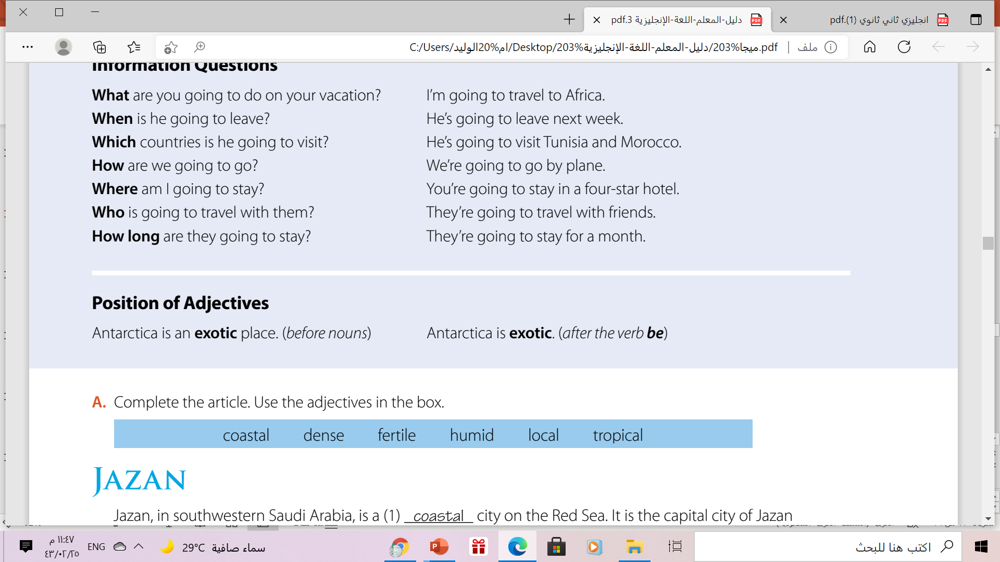 دليل-المعلم-اللغة-الإنجليزية 3.pdf
انجليزي ثاني ثانوي (1).pdf
C:/Users/ام%20الوليد/Desktop/ميجا%203/دليل-المعلم-اللغة-الإنجليزية%203.pdf
ملف
Information Questions
What are you going to do on your vacation? I'm going to travel to Africa.
When is he going to leave? He's going to leave next week.
Which countries is he going to visit? He's going to visit Tunisia and Morocco.
How are we going to go? We're going to go by plane.
Where am I going to stay? You're going to stay in a four-star hotel.
Who is going to travel with them? They're going to travel with friends.
How long are they going to stay? They're going to stay for a month.
Position of Adjectives
Antarctica is an exotic place. (before nouns) Antarctica is exotic. (after the verb be)
A. Complete the article. Use the adjectives in the box.
coastal dense fertile humid local tropical
JAZAN
Jazan, in southwestern Saudi Arabia, is a (1) coastal city on the Red Sea. It is the capital city of Jazan
١١:٤٧ م
٤٣/٠٢/٢٥
ENG
29°C سماء صافية
اكتب هنا للبحث